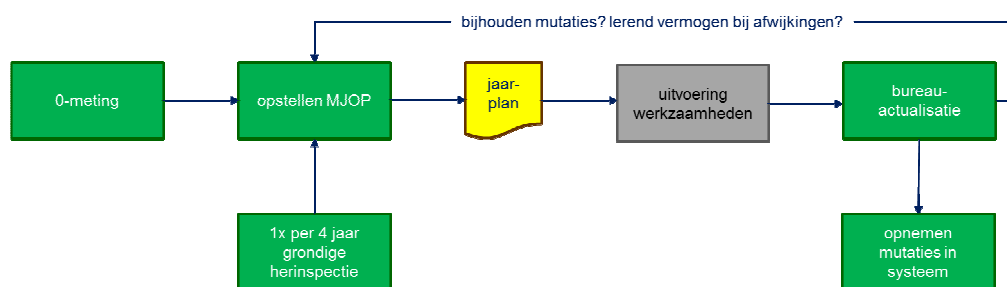 bijhouden mutaties? lerend vermogen bij afwijkingen?
0-meting
opstellen MJOP
jaar-
plan
uitvoering
werkzaamheden
bureau-
actualisatie
1x per 4 jaar
grondige
herinspectie
opnemen
mutaties in
systeem